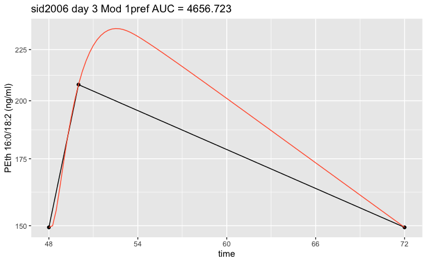 sid2006 day 3 Mod 1pref AUC = 4656.723
PEth 16:0/18:2 (ng/ml)
225
200
175
150
48 54 60 66 72
time